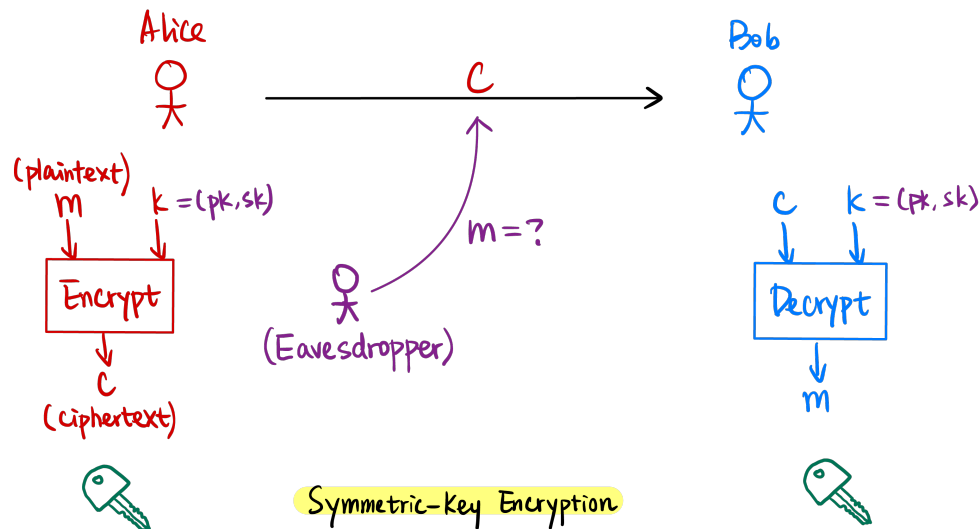 Alice
Bob
C
(plaintext)
m
k = (pk, sk)
Encrypt
c
(ciphertext)
m = ?
(Eavesdropper)
c
k = (pk, sk)
Decrypt
m
Symmetric-Key Encryption